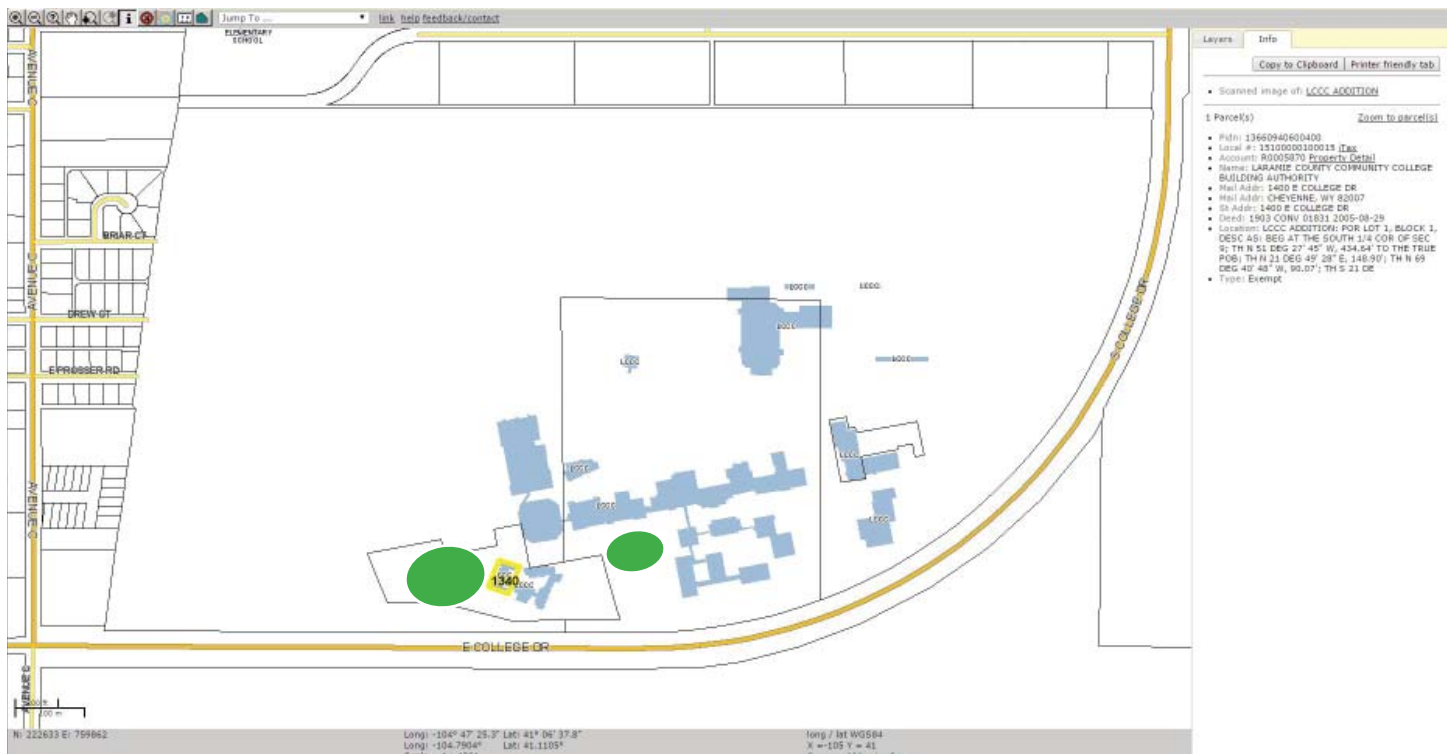 Jump To ...
link help feedback/contact
ELEMENTARY
SCHOOL
AVENUE C
BRIAR CT
AVENUE C
DREW CT
E PROSSER RD
AVENUE C
AVENUE C
LCCC
LCCC
LCCC
LCCC
LCCC
LCCC
LCCC
LCCC
LCCC
1340
LCCC
S COLLEGE DR
E COLLEGE DR
100 m
N: 222633 E: 759862
Long: -104° 47' 25.3" Lat: 41° 06' 37.8"
Long: -104.7904° Lat: 41.1105°
long / lat WGS84
X =-105 Y = 41
Layers Info
Copy to Clipboard Printer friendly tab
Scanned image of: LCCC ADDITION
1 Parcel(s) Zoom to parcel(s)
Pidn: 13660940600400
Local #: 15100000100015 iTax
Account: R0005870 Property Detail
Name: LARAMIE COUNTY COMMUNITY COLLEGE
BUILDING AUTHORITY
Mail Addr: 1400 E COLLEGE DR
Mail Addr: CHEYENNE, WY 82007
St Addr: 1400 E COLLEGE DR
Deed: 1903 CONV 01831 2005-08-29
Location: LCCC ADDITION: POR LOT 1, BLOCK 1,
DESC AS: BEG AT THE SOUTH 1/4 COR OF SEC
9; TH N 51 DEG 27' 45" W, 434.64' TO THE TRUE
POB; TH N 21 DEG 49' 28" E, 148.90'; TH N 69
DEG 40' 48" W, 90.07'; TH S 21 DE
Type: Exempt